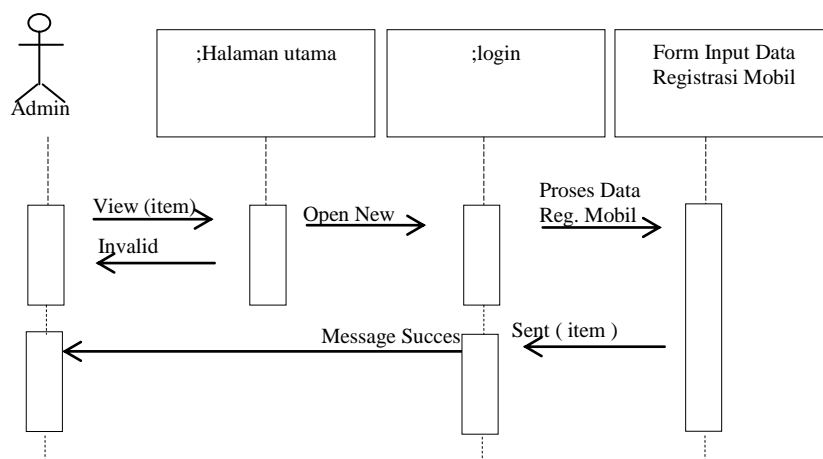 ;Halaman utama
;login
Form Input Data
Registrasi Mobil
Admin
View (item)
Open New
Proses Data
Reg. Mobil
Invalid
Message Succes
Sent ( item )